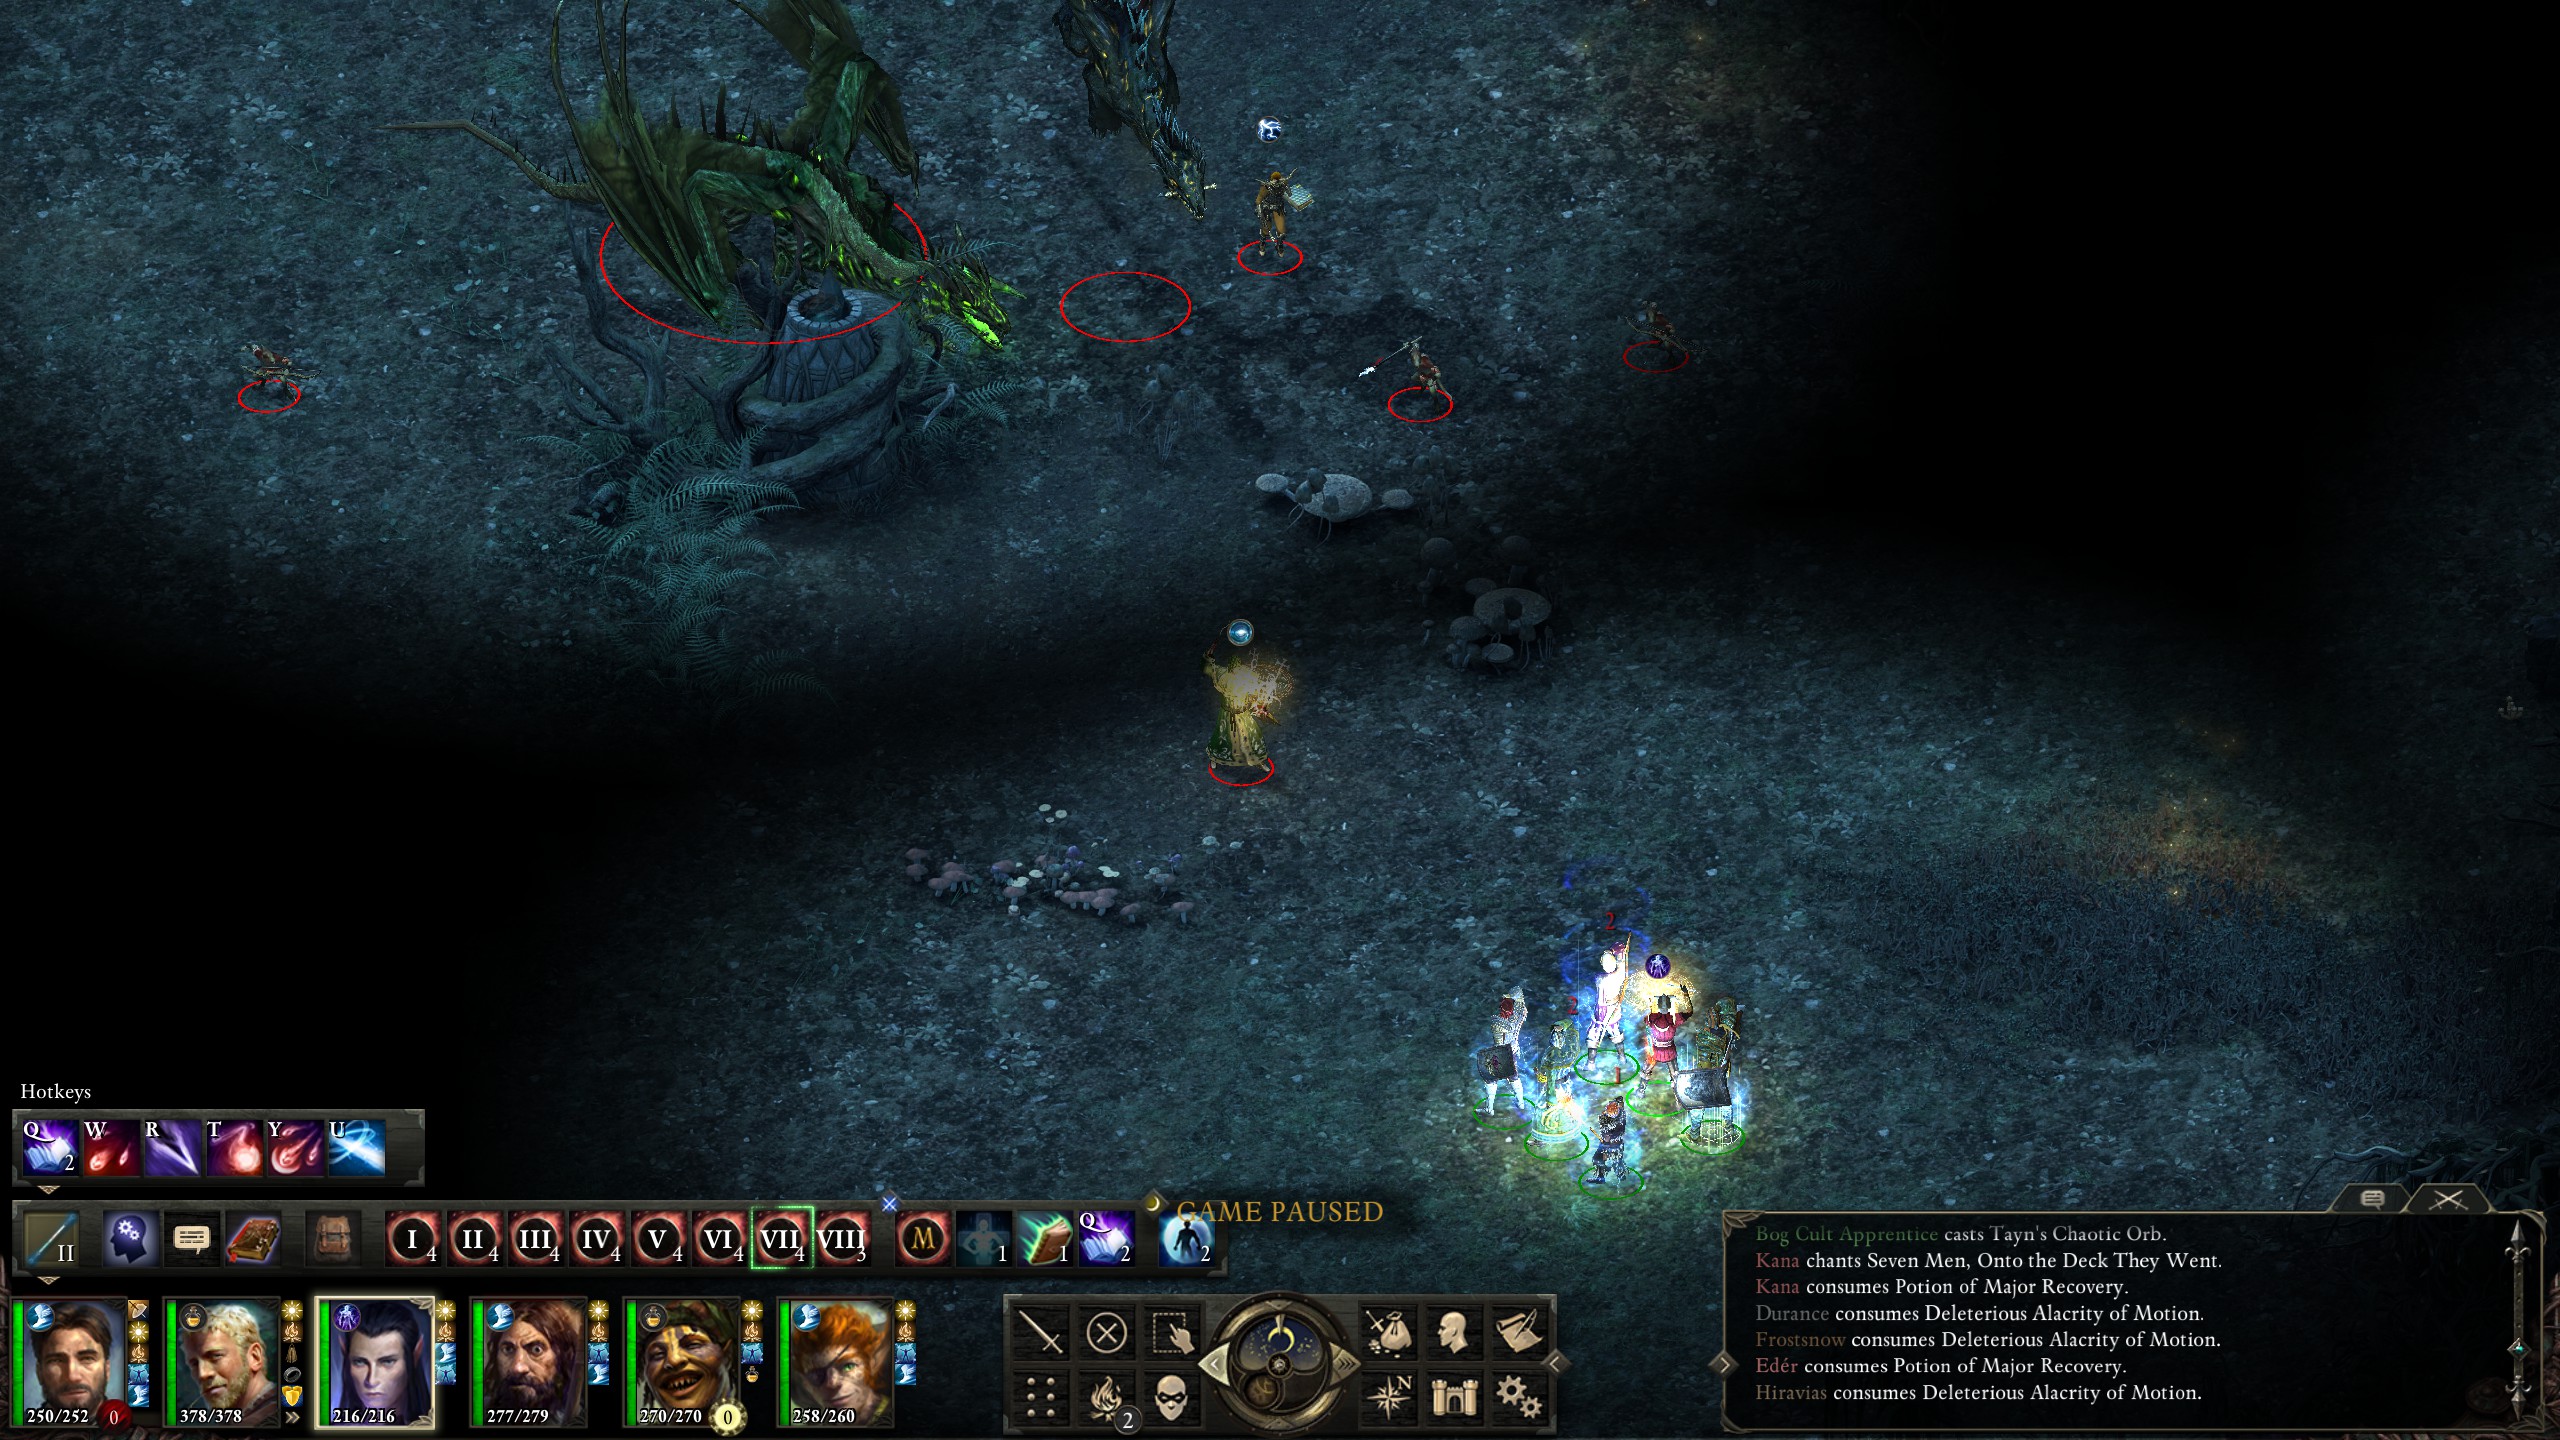 2
2
1
Hotkeys
Q 2 W R T Y U
GAME PAUSED
II I 4 II 4 III 4 IV 4 V 4 VI 4 VII 4 VIII 3 M 1 1 Q 2 2
Bog Cult Apprentice casts Tayn's Chaotic Orb.
Kana chants Seven Men, Onto the Deck They Went.
Kana consumes Potion of Major Recovery.
Durance consumes Deleterious Alacrity of Motion.
Frostsnow consumes Deleterious Alacrity of Motion.
Edér consumes Potion of Major Recovery.
Hiravias consumes Deleterious Alacrity of Motion.
N
250/252 0 378/378 216/216 277/279 270/270 0 258/260
2